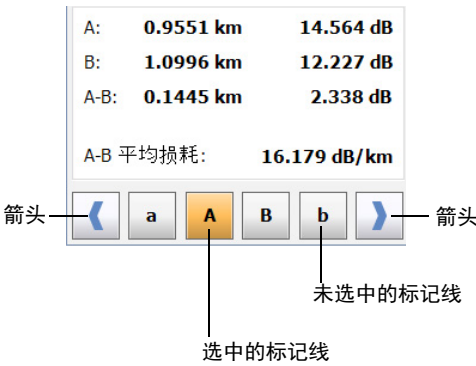 A: 0.9551 km 14.564 dB
B: 1.0996 km 12.227 dB
A-B: 0.1445 km 2.338 dB
A-B 平均损耗: 16.179 dB/km
箭头 a A B b 箭头
未选中的标记线
选中的标记线